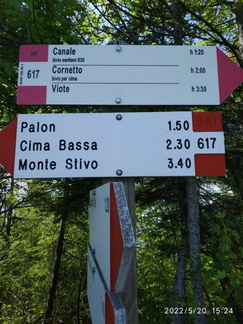 Canale h 1:20
bivio sentiero 635
617 Cornetto h 2:00
bivio per cima
Viote h 3:30
Palon 1.50 SAT
Cima Bassa 2.30 617
Monte Stivo 3.40
2022/5/20 15:24